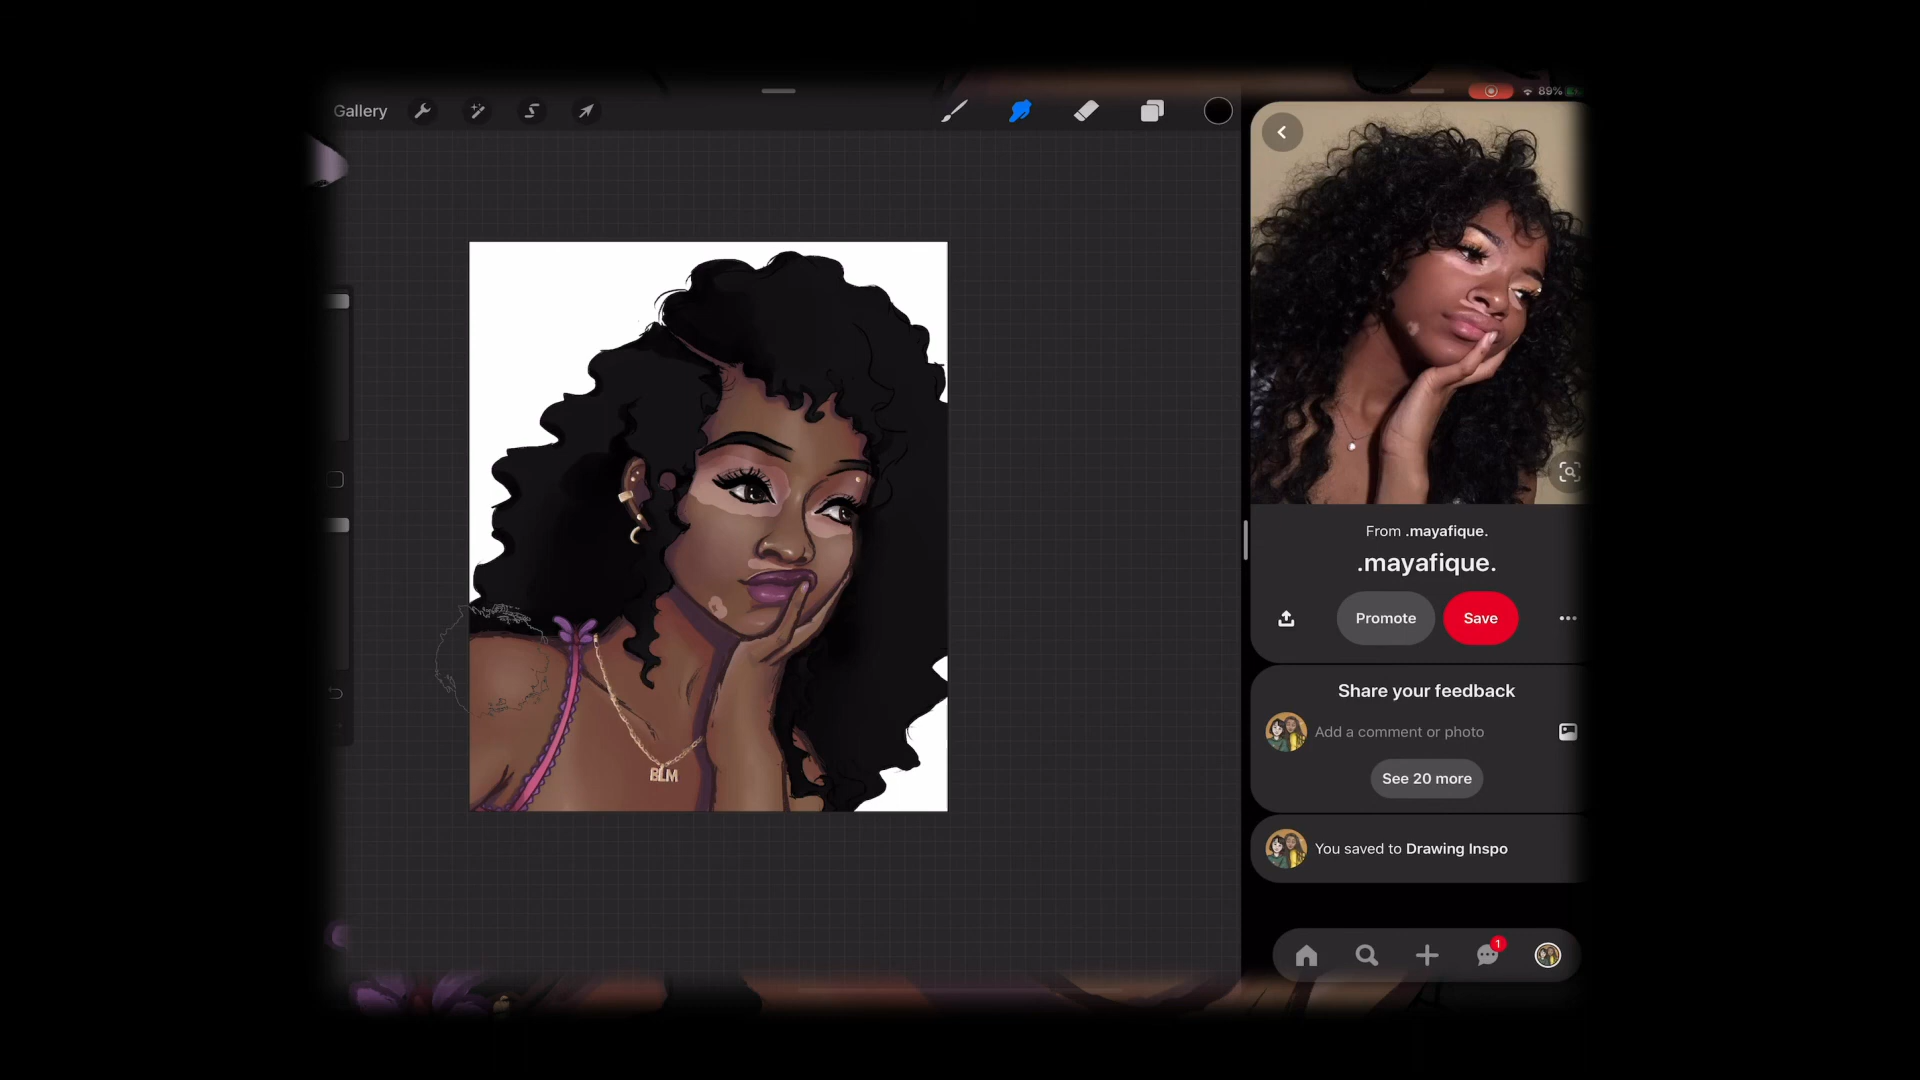 Gallery
89%
From .mayafique.
.mayafique.
Promote
Save
Share your feedback
Add a comment or photo
See 20 more
You saved to Drawing Inspo
1
BLM